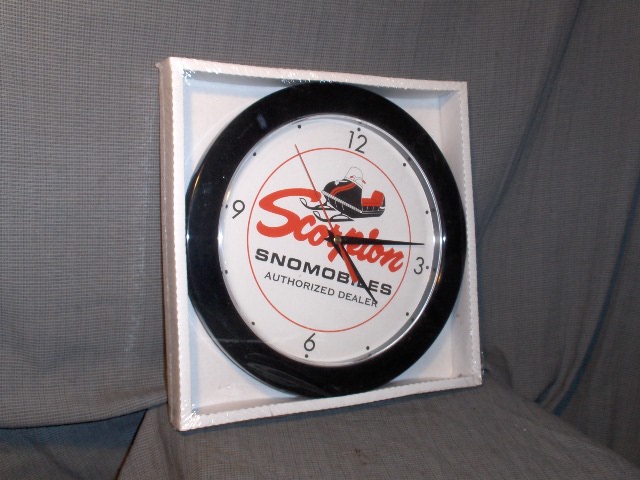 12
Scorpion
9
SNOMOBILES
3
AUTHORIZED DEALER
6